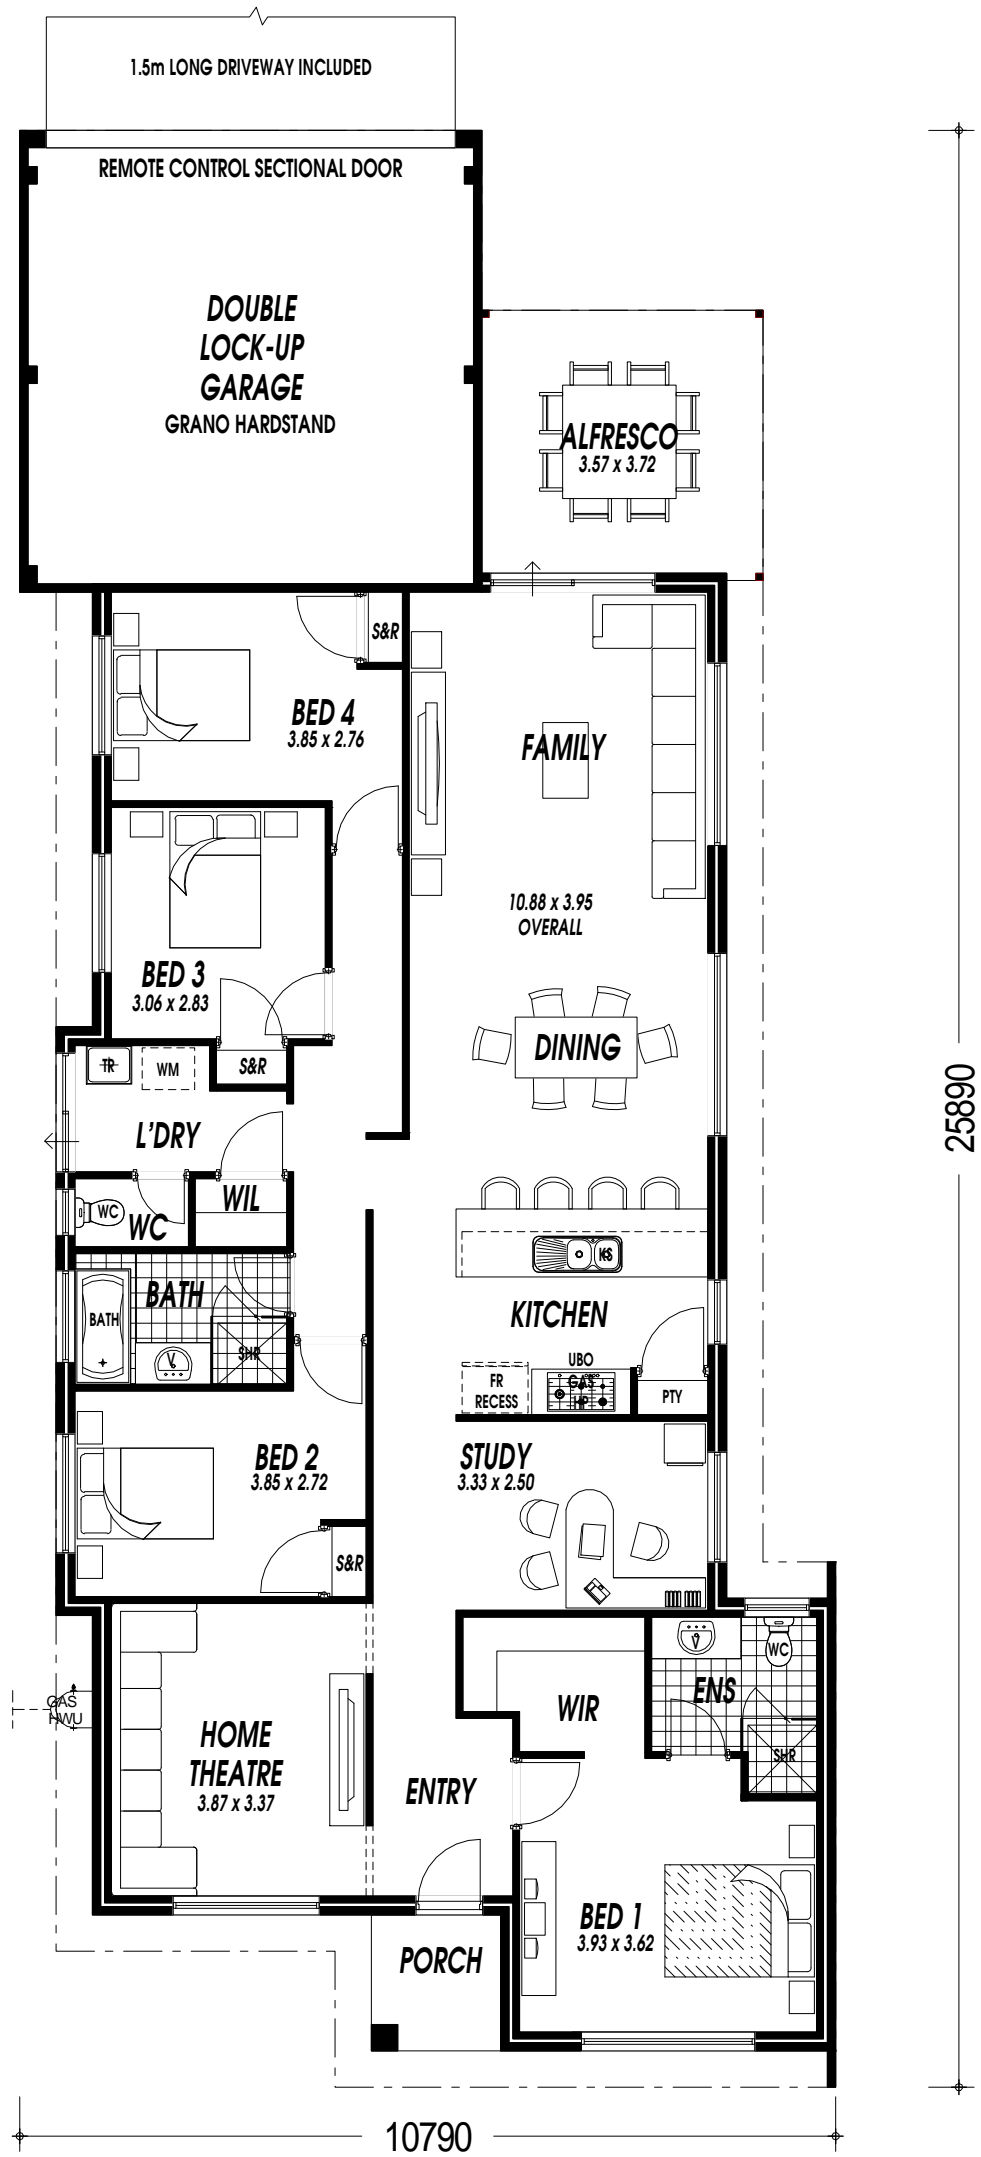 1.5m LONG DRIVEWAY INCLUDED
REMOTE CONTROL SECTIONAL DOOR
DOUBLE
LOCK-UP
GARAGE
GRANO HARDSTAND
ALFRESCO
3.57 x 3.72
S&R
BED 4
3.85 x 2.76
FAMILY
10.88 x 3.95
OVERALL
BED 3
3.06 x 2.83
DINING
TR
WM
S&R
L'DRY
25890
WIL
WC
WC
KS
BATH
BATH
KITCHEN
V
SHR
UBO
GAS
HP
FR
RECESS
PTY
BED 2
3.85 x 2.72
STUDY
3.33 x 2.50
S&R
V
WC
ENS
WIR
GAS
HWU
HOME
THEATRE
3.87 x 3.37
SHR
ENTRY
BED 1
3.93 x 3.62
PORCH
10790